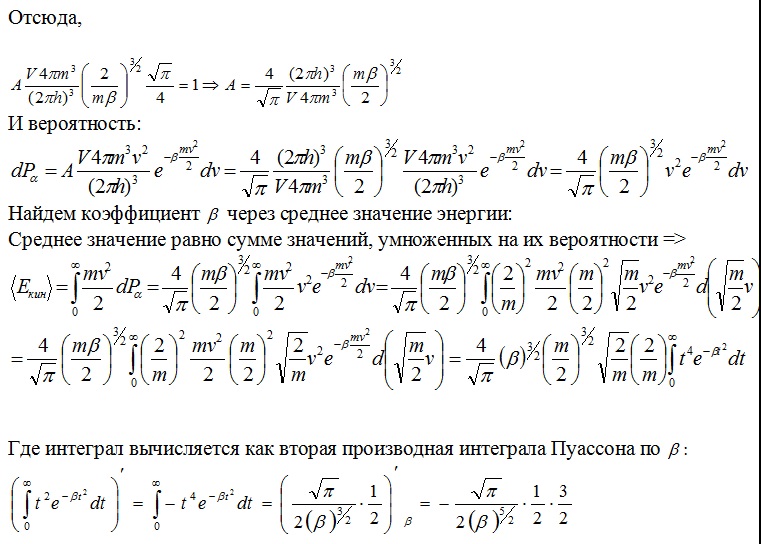 Отсюда,
A \frac{V4\pi m^3}{(2\pi h)^3} \left(\frac{2}{m\beta}\right)^{3/2} \frac{\sqrt{\pi}}{4} = 1 \Rightarrow A = \frac{4}{\sqrt{\pi}} \frac{(2\pi h)^3}{V4\pi m^3} \left(\frac{m\beta}{2}\right)^{3/2}
И вероятность:
dP_\alpha = A \frac{V4\pi m^3 v^2}{(2\pi h)^3} e^{-\beta\frac{mv^2}{2}} dv = \frac{4}{\sqrt{\pi}} \frac{(2\pi h)^3}{V4\pi m^3} \left(\frac{m\beta}{2}\right)^{3/2} \frac{V4\pi m^3 v^2}{(2\pi h)^3} e^{-\beta\frac{mv^2}{2}} dv = \frac{4}{\sqrt{\pi}} \left(\frac{m\beta}{2}\right)^{3/2} v^2 e^{-\beta\frac{mv^2}{2}} dv
Найдем коэффициент β через среднее значение энергии:
Среднее значение равно сумме значений, умноженных на их вероятности =>
\langle E_{кин} \rangle = \int_0^\infty \frac{mv^2}{2} dP_\alpha = \frac{4}{\sqrt{\pi}} \left(\frac{m\beta}{2}\right)^{3/2} \int_0^\infty \frac{mv^2}{2} v^2 e^{-\beta\frac{mv^2}{2}} dv = \frac{4}{\sqrt{\pi}} \left(\frac{m\beta}{2}\right)^{3/2} \int_0^\infty \left(\frac{2}{m}\right)^2 \frac{mv^2}{2} \left(\frac{m}{2}\right)^2 \sqrt{\frac{m}{2}} v^2 e^{-\beta\frac{mv^2}{2}} d\left(\sqrt{\frac{m}{2}} v\right)
= \frac{4}{\sqrt{\pi}} \left(\frac{m\beta}{2}\right)^{3/2} \int_0^\infty \left(\frac{2}{m}\right)^2 \frac{mv^2}{2} \left(\frac{m}{2}\right)^2 \sqrt{\frac{2}{m}} v^2 e^{-\beta\frac{mv^2}{2}} d\left(\sqrt{\frac{m}{2}} v\right) = \frac{4}{\sqrt{\pi}} (\beta)^{3/2} \left(\frac{m}{2}\right)^{3/2} \sqrt{\frac{2}{m}} \left(\frac{2}{m}\right) \int_0^\infty t^4 e^{-\beta t^2} dt
Где интеграл вычисляется как вторая производная интеграла Пуассона по β :
\left(\int_0^\infty t^2 e^{-\beta t^2} dt\right)' = \int_0^\infty -t^4 e^{-\beta t^2} dt = \left(\frac{\sqrt{\pi}}{2(\beta)^{3/2}} \cdot \frac{1}{2}\right)'_\beta = -\frac{\sqrt{\pi}}{2(\beta)^{5/2}} \cdot \frac{1}{2} \cdot \frac{3}{2}